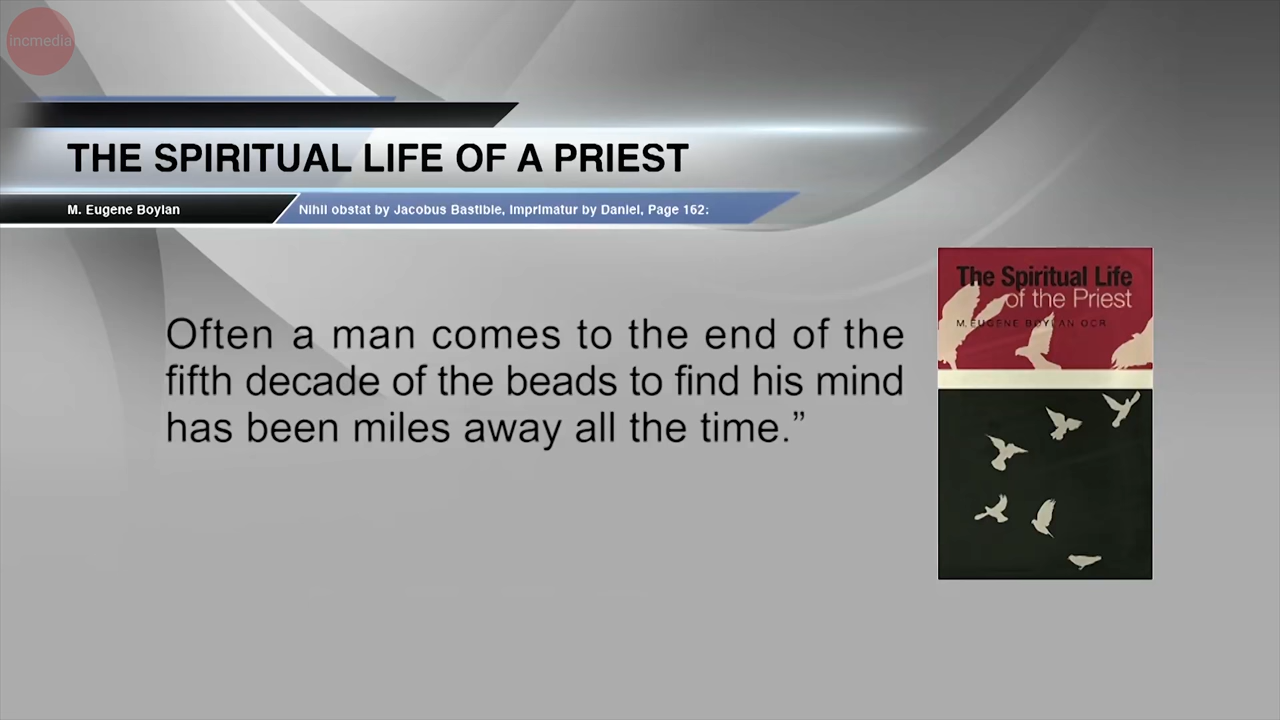 incmedia
THE SPIRITUAL LIFE OF A PRIEST
M. Eugene Boylan
Nihil obstat by Jacobus Bastible, Imprimatur by Daniel, Page 162:
Often a man comes to the end of the
fifth decade of the beads to find his mind
has been miles away all the time.”
The Spiritual Life
of the Priest
M. EUGENE BOYLAN OCR